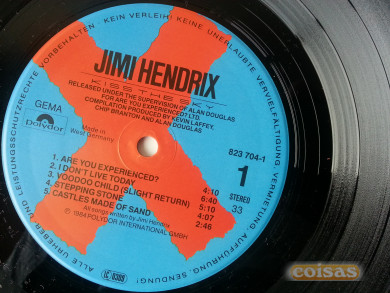 KEIN VERLEIH! KEINE UNERLAUBTE VERVIELFÄLTIGUNG, VERMIETUNG, AUFFÜHRUNG, SENDUNG!
ALLE URHEBER UND LEISTUNGSSCHUTZRECHTE VORBEHALTEN
JIMI HENDRIX
KISS THE SKY
RELEASED UNDER THE SUPERVISION OF ALAN DOUGLAS
FOR ARE YOU EXPERIENCED? LTD.
COMPILATION PRODUCED BY KEVIN LAFFEY,
CHIP BRANTON AND ALAN DOUGLAS.
GEMA
Polydor
Made in
West Germany
823 704-1
1
STEREO
33
1. ARE YOU EXPERIENCED? 4:10
2. I DON'T LIVE TODAY 6:40
3. VOODOO CHILD (SLIGHT RETURN) 5:10
4. STEPPING STONE 4:07
5. CASTLES MADE OF SAND 2:46
All songs written by Jimi Hendrix
℗ 1984 POLYDOR INTERNATIONAL GMBH
LC 0309
coisas